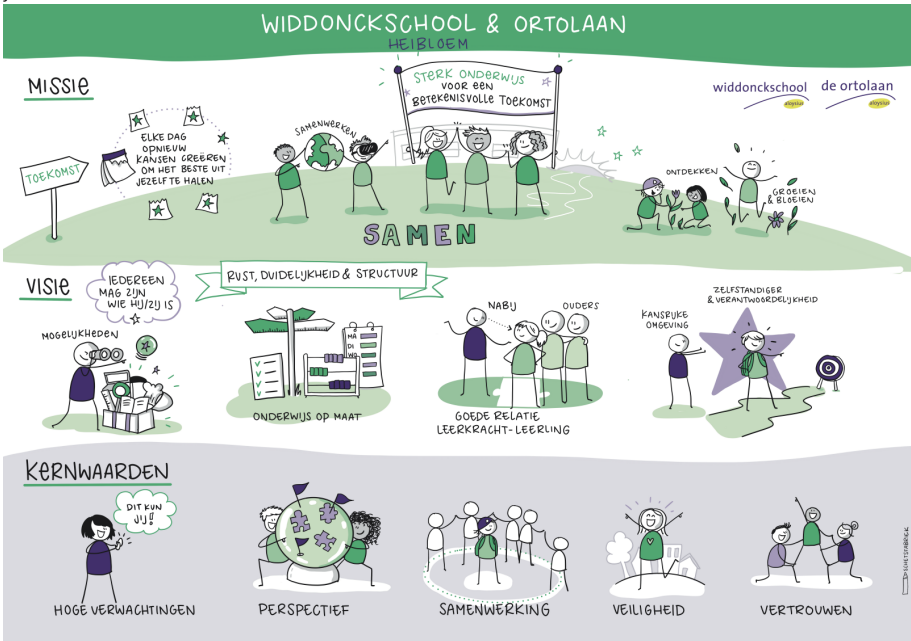 WIDDONCKSCHOOL & ORTOLAAN
HEIBLOEM
MISSIE
STERK ONDERWIJS
VOOR EEN
BETEKENISVOLLE TOEKOMST
widdonckschool
aloysius
de ortolaan
aloysius
TOEKOMST
ELKE DAG
OPNIEUW
KANSEN CREËREN
OM HET BESTE UIT
JEZELF TE HALEN
SAMENWERKEN
ONTDEKKEN
GROEIEN
& BLOEIEN
SAMEN
VISIE
IEDEREEN
MAG ZIJN
WIE HIJ/ZIJ IS
MOGELIJKHEDEN
RUST, DUIDELIJKHEID & STRUCTUUR
MA
DI
WO
ONDERWIJS OP MAAT
NABIJ
OUDERS
GOEDE RELATIE
LEERKRACHT-LEERLING
KANSRIJKE
OMGEVING
ZELFSTANDIGER
& VERANTWOORDELIJKHEID
KERNWAARDEN
DIT KUN
JIJ!
HOGE VERWACHTINGEN
PERSPECTIEF
SAMENWERKING
VEILIGHEID
VERTROUWEN